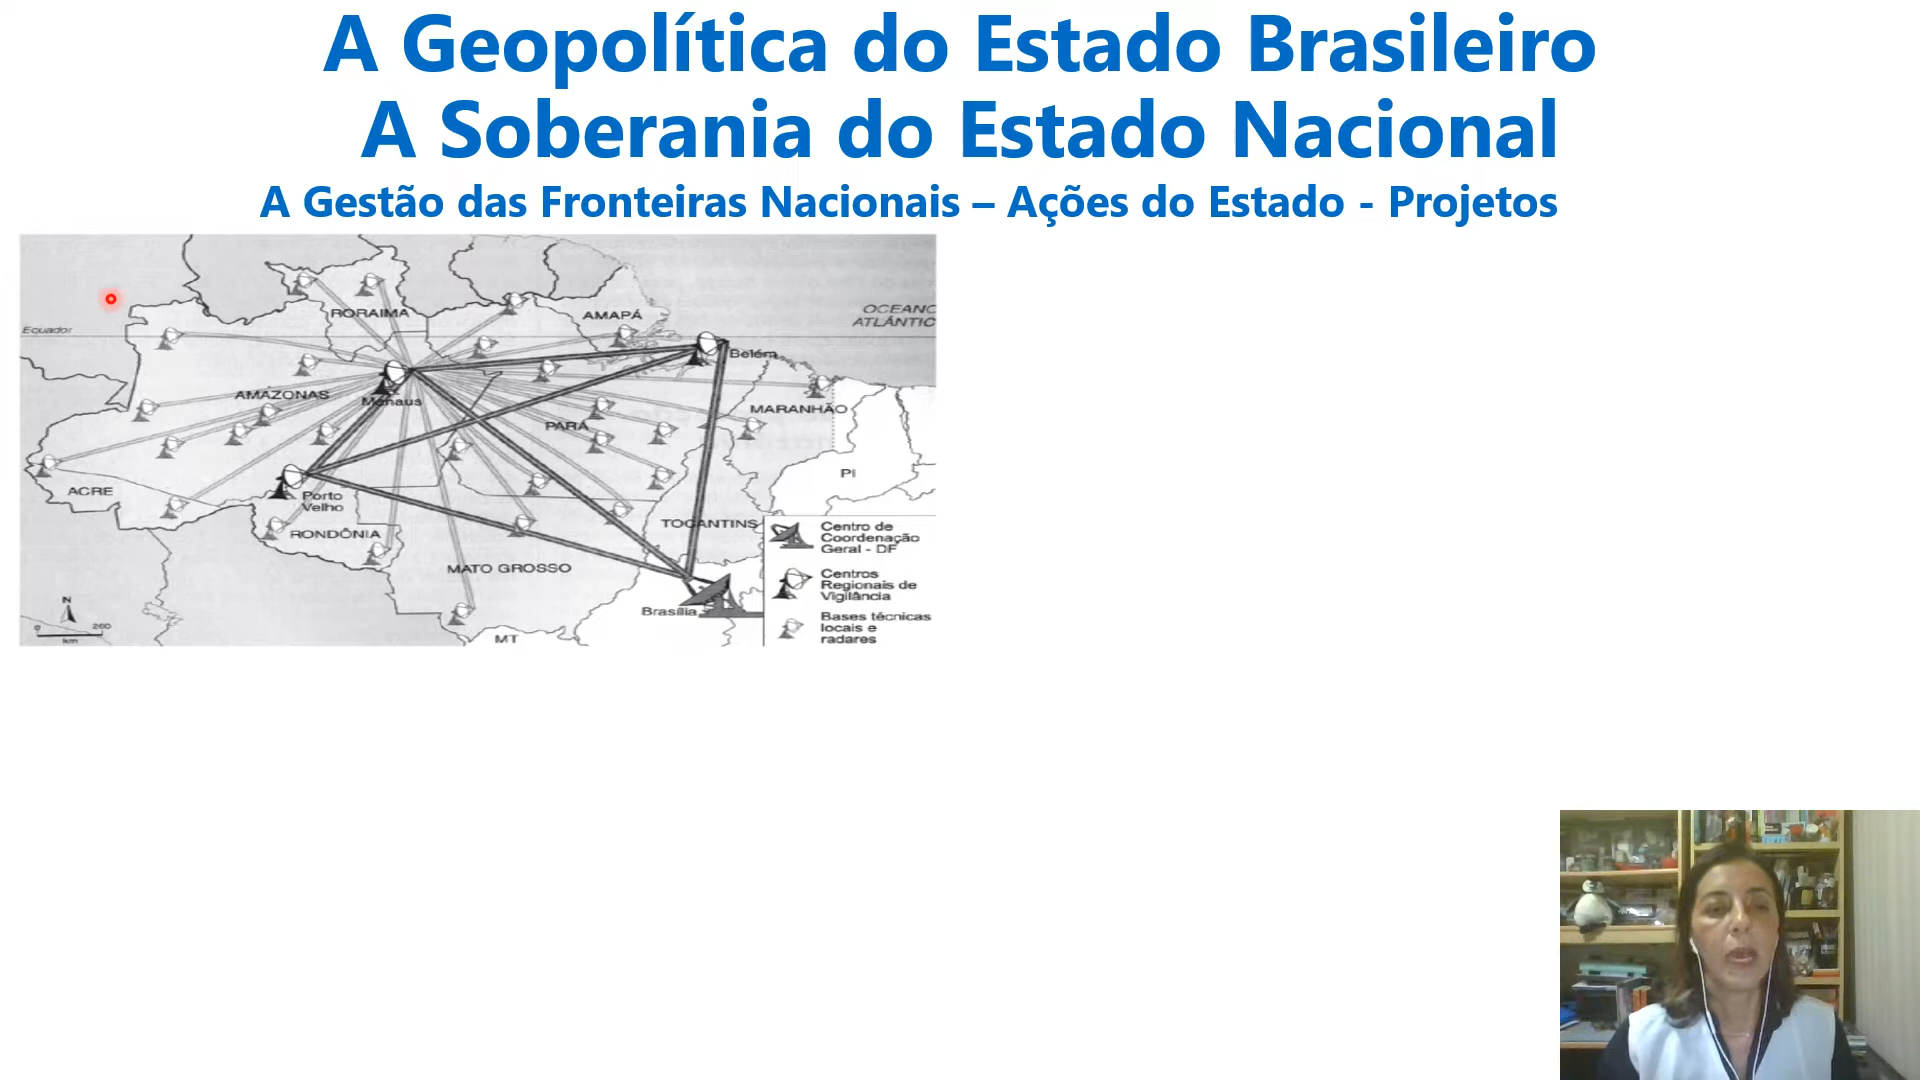 A Geopolítica do Estado Brasileiro
A Soberania do Estado Nacional
A Gestão das Fronteiras Nacionais – Ações do Estado - Projetos
OCEANO
ATLÂNTIC
RORAIMA
AMAPÁ
Equador
Belém
AMAZONAS
Manaus
MARANHÃO
PARÁ
PI
ACRE
Porto
Velho
TOCANTINS
RONDÔNIA
MATO GROSSO
Brasília
MT
N
0 260
km
Centro de
Coordenação
Geral - DF
Centros
Regionais de
Vigilância
Bases técnicas
locais e
radares